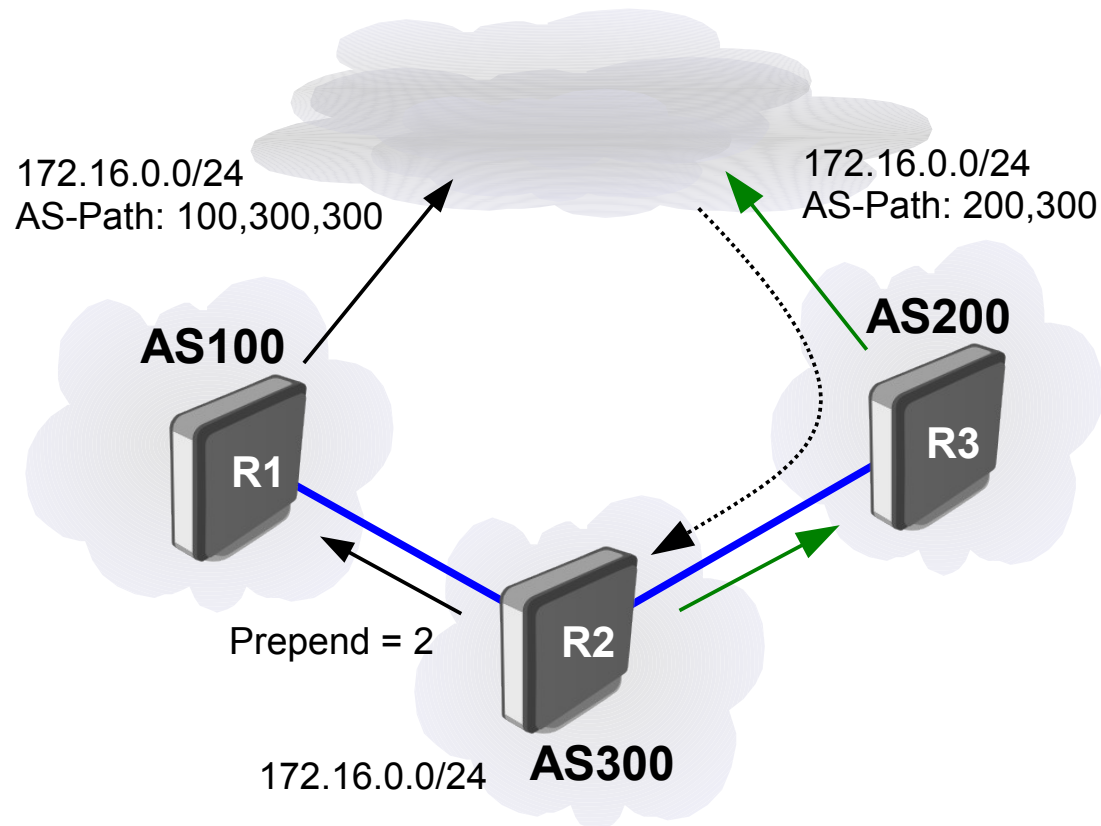 172.16.0.0/24
AS-Path: 100,300,300
172.16.0.0/24
AS-Path: 200,300
AS100
AS200
R1
R3
Prepend = 2
R2
172.16.0.0/24
AS300